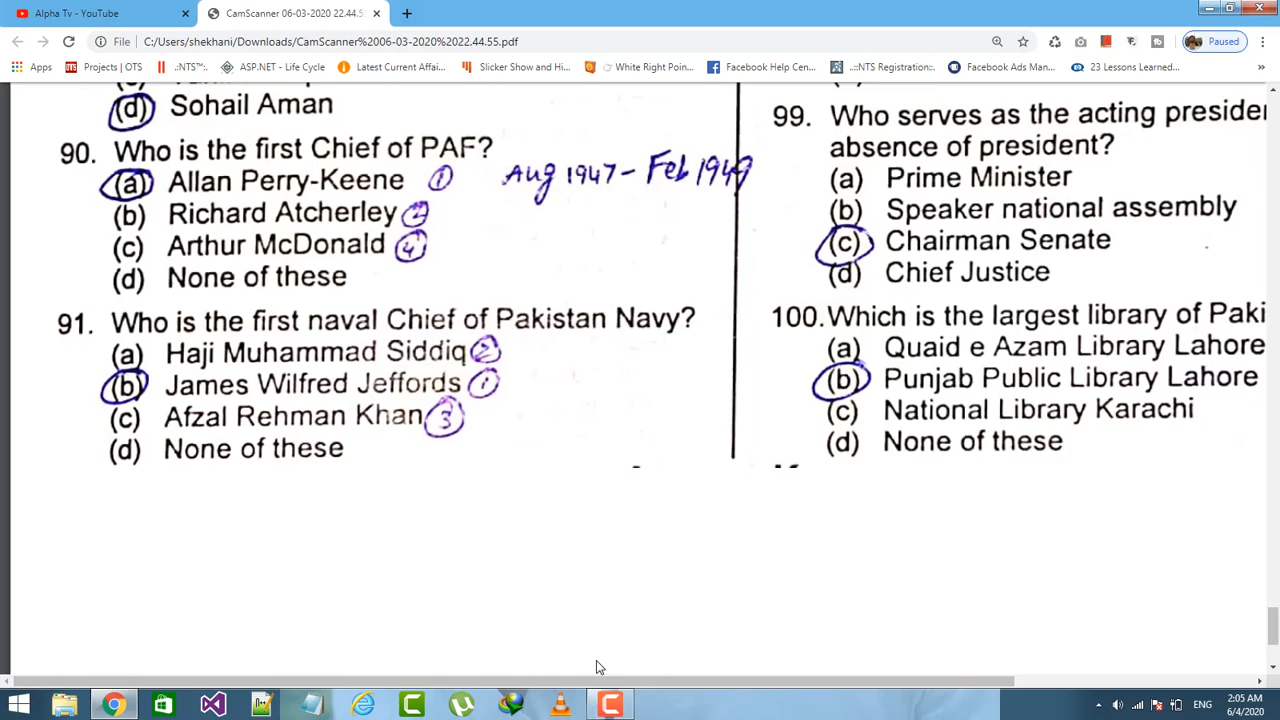 Alpha Tv - YouTube
CamScanner 06-03-2020 22.44.5
File
C:/Users/shekhani/Downloads/CamScanner%2006-03-2020%2022.44.55.pdf
Paused
Apps
Projects | OTS
.:NTS™:.
ASP.NET - Life Cycle
Latest Current Affai...
Slicker Show and Hi...
White Right Poin...
Facebook Help Cen...
.::NTS Registration:..
Facebook Ads Man...
23 Lessons Learned...
(d) Sohail Aman
90. Who is the first Chief of PAF?
(a) Allan Perry-Keene 1 Aug 1947 - Feb 1949
(b) Richard Atcherley 2
(c) Arthur McDonald 4
(d) None of these
91. Who is the first naval Chief of Pakistan Navy?
(a) Haji Muhammad Siddiq 2
(b) James Wilfred Jeffords 1
(c) Afzal Rehman Khan 3
(d) None of these
99. Who serves as the acting presider
absence of president?
(a) Prime Minister
(b) Speaker national assembly
(c) Chairman Senate
(d) Chief Justice
100. Which is the largest library of Paki
(a) Quaid e Azam Library Lahore
(b) Punjab Public Library Lahore
(c) National Library Karachi
(d) None of these
ENG
2:05 AM
6/4/2020